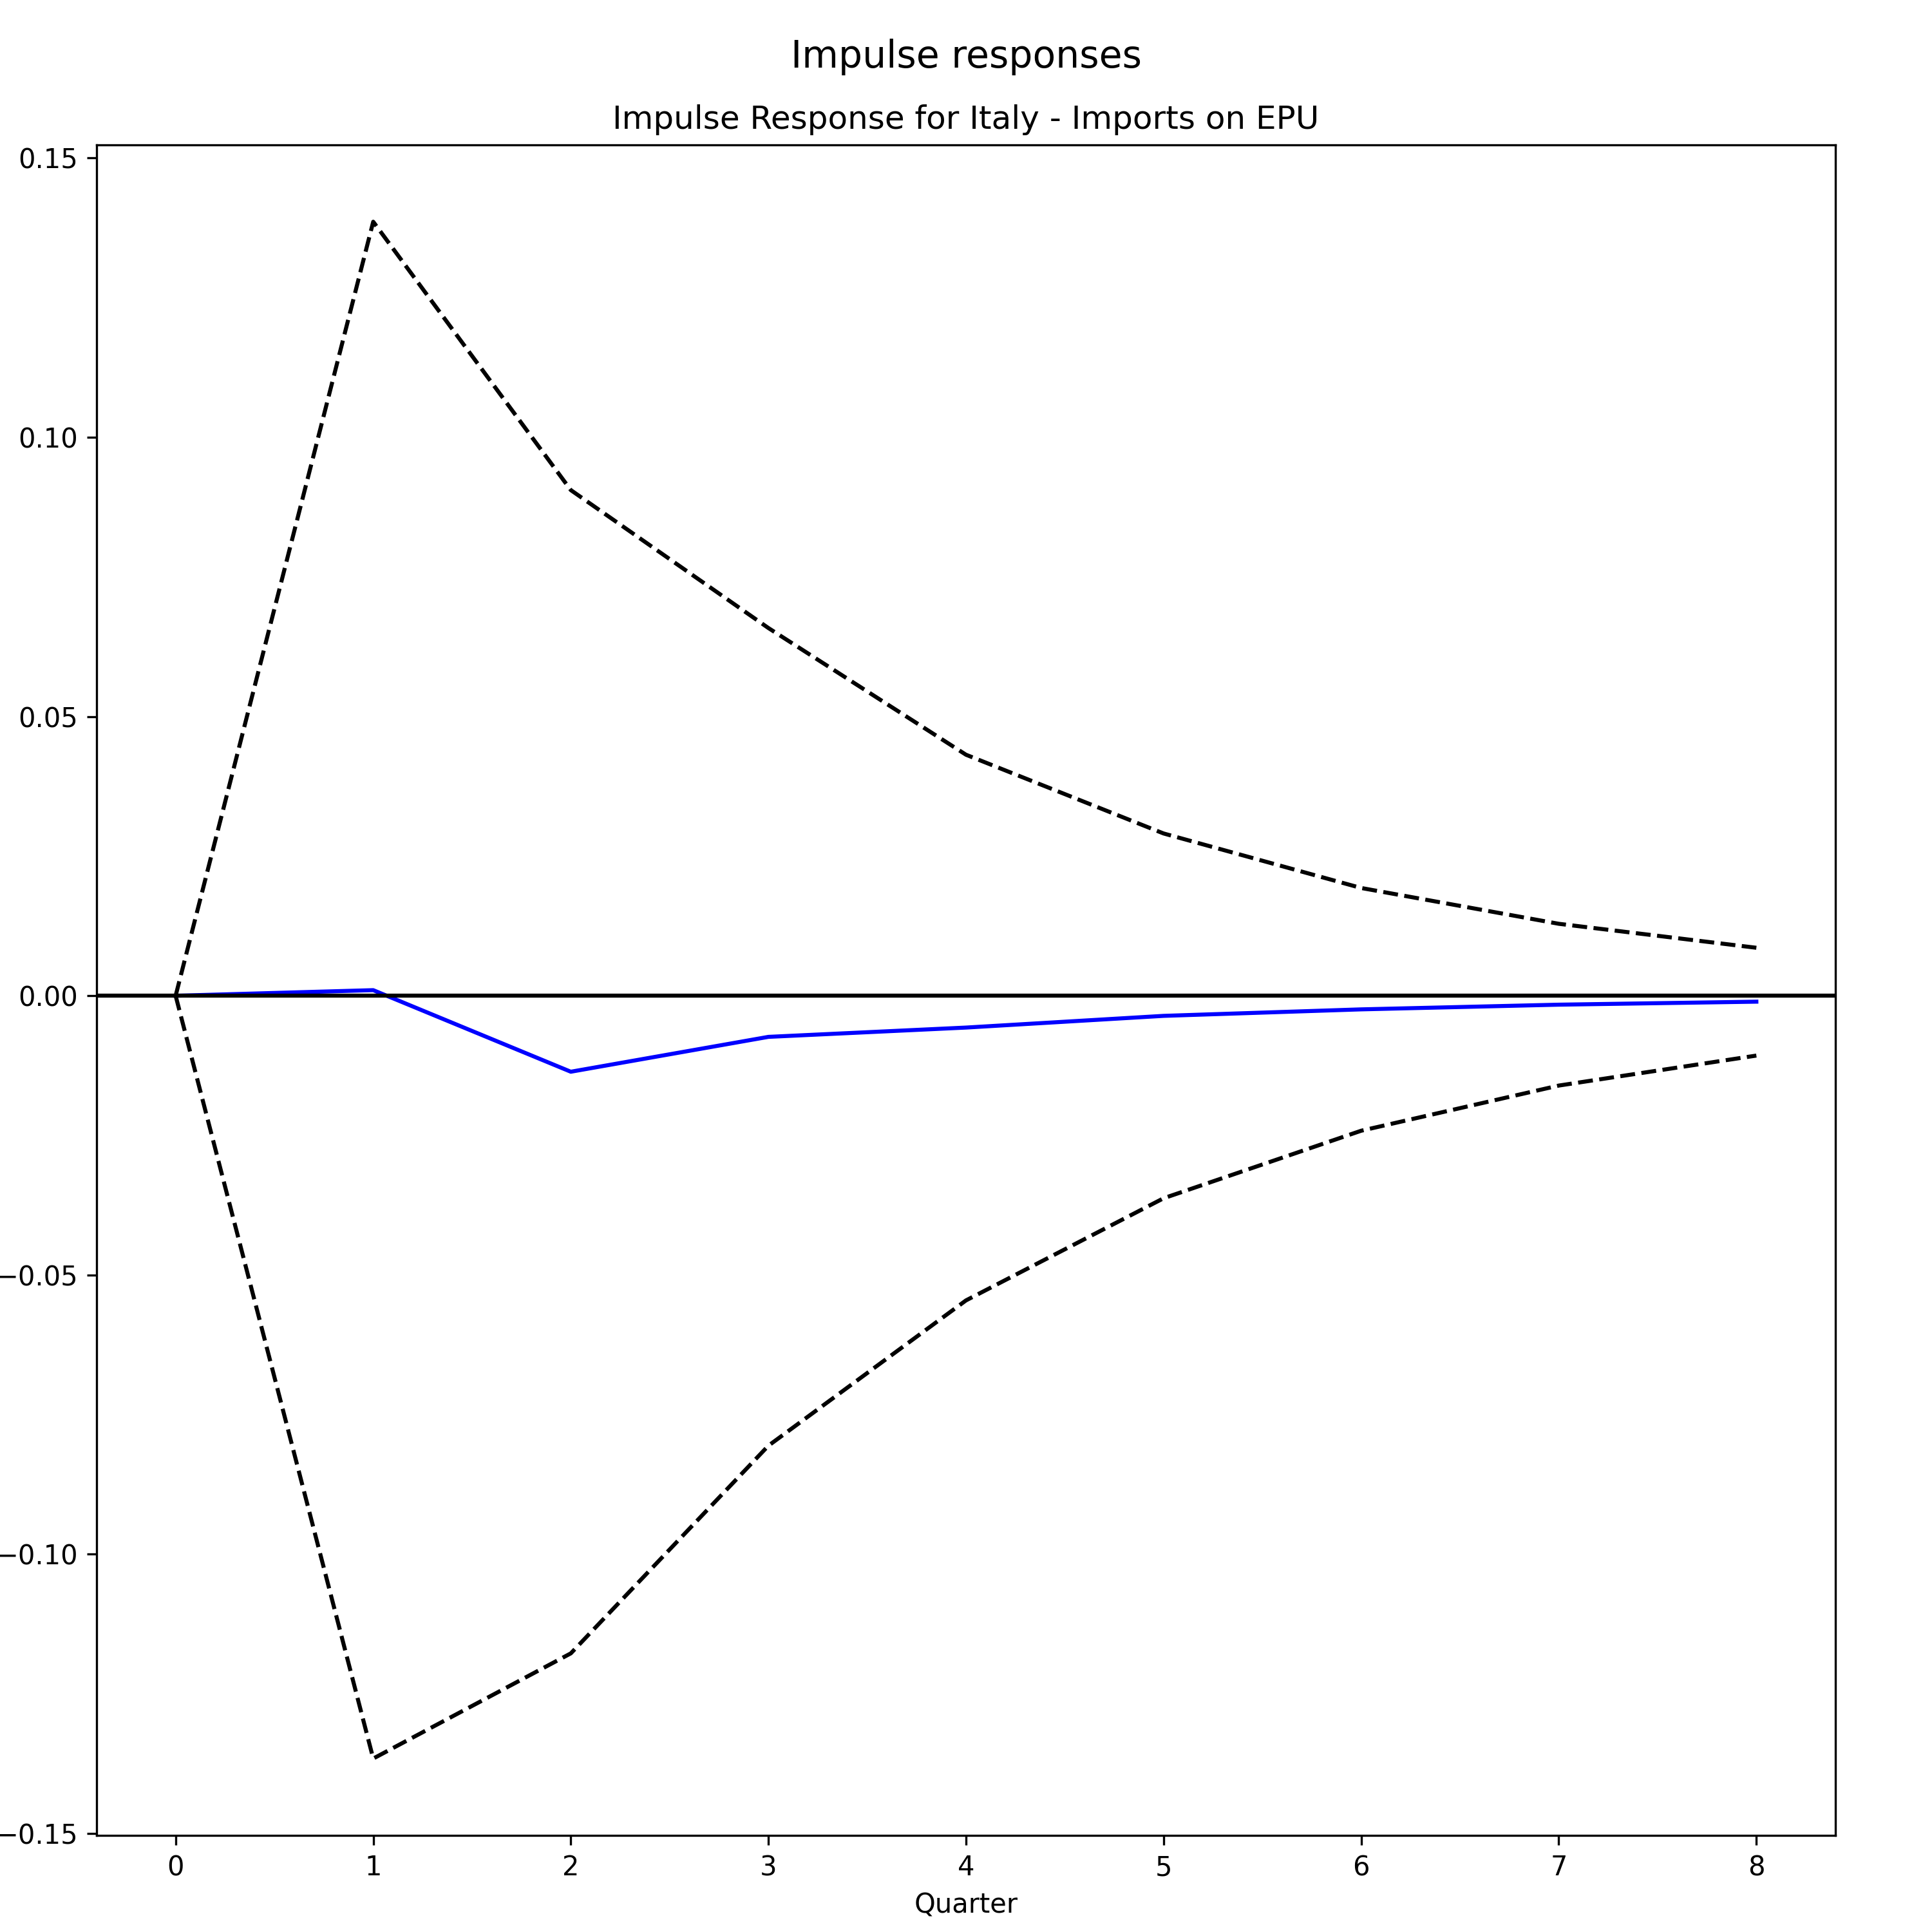 Impulse responses
Impulse Response for Italy - Imports on EPU
0.15
0.10
0.05
0.00
−0.05
−0.10
−0.15
0 1 2 3 4 5 6 7 8
Quarter